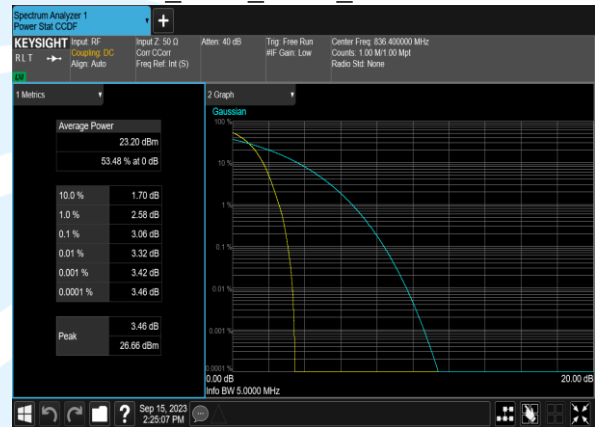 Spectrum Analyzer 1
Power Stat CCDF
+
KEYSIGHT
RLT
Input: RF
Coupling: DC
Align: Auto
Input Z: 50 Ω
Corr CCorr
Freq Ref: Int (S)
Atten: 40 dB
Trig: Free Run
#IF Gain: Low
Center Freq: 836.400000 MHz
Counts: 1.00 M/1.00 Mpt
Radio Std: None
1 Metrics
Average Power
23.20 dBm
53.48 % at 0 dB
10.0 % 1.70 dB
1.0 % 2.58 dB
0.1 % 3.06 dB
0.01 % 3.32 dB
0.001 % 3.42 dB
0.0001 % 3.46 dB
Peak
3.46 dB
26.66 dBm
2 Graph
Gaussian
100 %
10 %
1 %
0.1 %
0.01 %
0.001 %
0.0001 %
0.00 dB 20.00 dB
Info BW 5.0000 MHz
?
Sep 15, 2023
2:25:07 PM